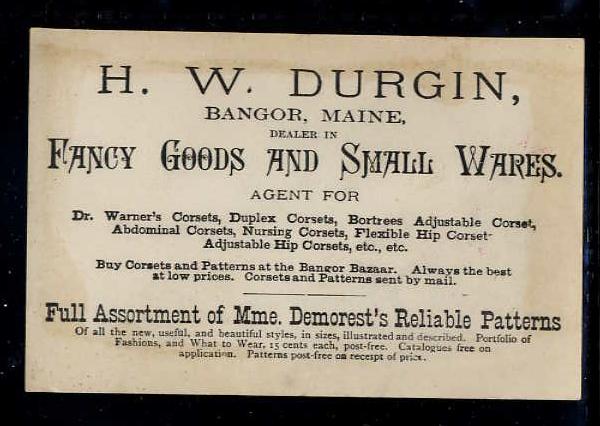 H. W. DURGIN,
BANGOR, MAINE,
DEALER IN
FANCY GOODS AND SMALL WARES.
AGENT FOR
Dr. Warner's Corsets, Duplex Corsets, Bortrees Adjustable Corset,
Abdominal Corsets, Nursing Corsets, Flexible Hip Corset-
Adjustable Hip Corsets, etc., etc.
Buy Corsets and Patterns at the Bangor Bazaar. Always the best
at low prices. Corsets and Patterns sent by mail.
Full Assortment of Mme. Demorest's Reliable Patterns
Of all the new, useful, and beautiful styles, in sizes, illustrated and described. Portfolio of
Fashions, and What to Wear, 15 cents each, post-free. Catalogues free on
application. Patterns post-free on receipt of price.